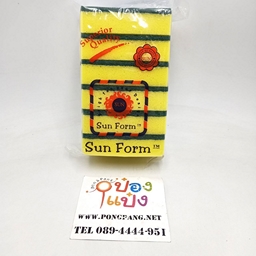 Superior
Quality
SUN
Sun Form™
Sun Form™
ป๋องแป๋ง
WWW.PONGPANG.NET
TEL 089-4444-951